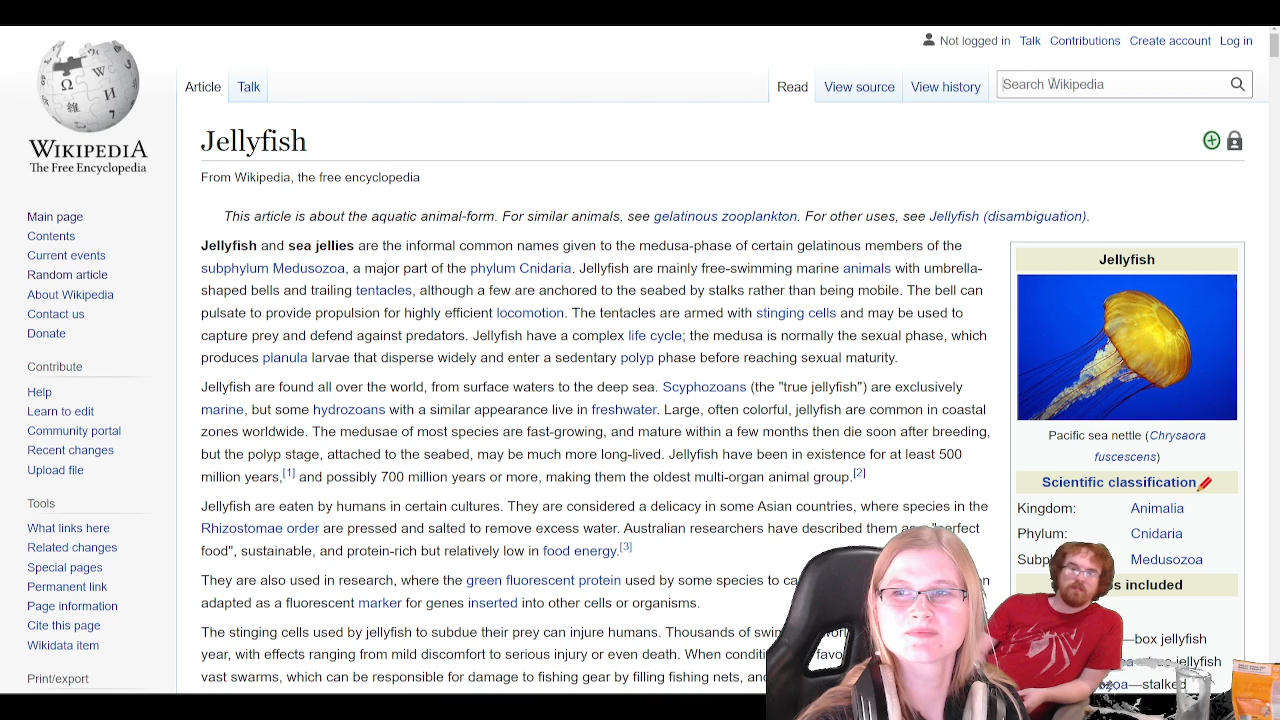 Not logged in Talk Contributions Create account Log in
Article Talk Read View source View history Search Wikipedia
WIKIPEDIA
The Free Encyclopedia
Main page
Contents
Current events
Random article
About Wikipedia
Contact us
Donate
Contribute
Help
Learn to edit
Community portal
Recent changes
Upload file
Tools
What links here
Related changes
Special pages
Permanent link
Page information
Cite this page
Wikidata item
Print/export
Jellyfish
From Wikipedia, the free encyclopedia
This article is about the aquatic animal-form. For similar animals, see gelatinous zooplankton. For other uses, see Jellyfish (disambiguation).
Jellyfish and sea jellies are the informal common names given to the medusa-phase of certain gelatinous members of the
subphylum Medusozoa, a major part of the phylum Cnidaria. Jellyfish are mainly free-swimming marine animals with umbrella-
shaped bells and trailing tentacles, although a few are anchored to the seabed by stalks rather than being mobile. The bell can
pulsate to provide propulsion for highly efficient locomotion. The tentacles are armed with stinging cells and may be used to
capture prey and defend against predators. Jellyfish have a complex life cycle; the medusa is normally the sexual phase, which
produces planula larvae that disperse widely and enter a sedentary polyp phase before reaching sexual maturity.
Jellyfish are found all over the world, from surface waters to the deep sea. Scyphozoans (the "true jellyfish") are exclusively
marine, but some hydrozoans with a similar appearance live in freshwater. Large, often colorful, jellyfish are common in coastal
zones worldwide. The medusae of most species are fast-growing, and mature within a few months then die soon after breeding,
but the polyp stage, attached to the seabed, may be much more long-lived. Jellyfish have been in existence for at least 500
million years,[1] and possibly 700 million years or more, making them the oldest multi-organ animal group.[2]
Jellyfish are eaten by humans in certain cultures. They are considered a delicacy in some Asian countries, where species in the
Rhizostomae order are pressed and salted to remove excess water. Australian researchers have described them as a "perfect
food", sustainable, and protein-rich but relatively low in food energy.[3]
They are also used in research, where the green fluorescent protein used by some species to
adapted as a fluorescent marker for genes inserted into other cells or organisms.
The stinging cells used by jellyfish to subdue their prey can injure humans. Thousands of
year, with effects ranging from mild discomfort to serious injury or even death. When
vast swarms, which can be responsible for damage to fishing gear by filling fishing nets,
Jellyfish
Pacific sea nettle (Chrysaora
fuscescens)
Scientific classification
Kingdom: Animalia
Phylum: Cnidaria
Medusozoa
included
—box jellyfish
jellyfish
—stalked